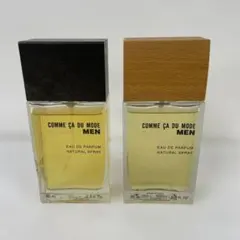 COMME ÇA DU MODE
MEN
EAU DE PARFUM
NATURAL SPRAY
COMME ÇA DU MODE
MEN
EAU DE PARFUM
NATURAL SPRAY